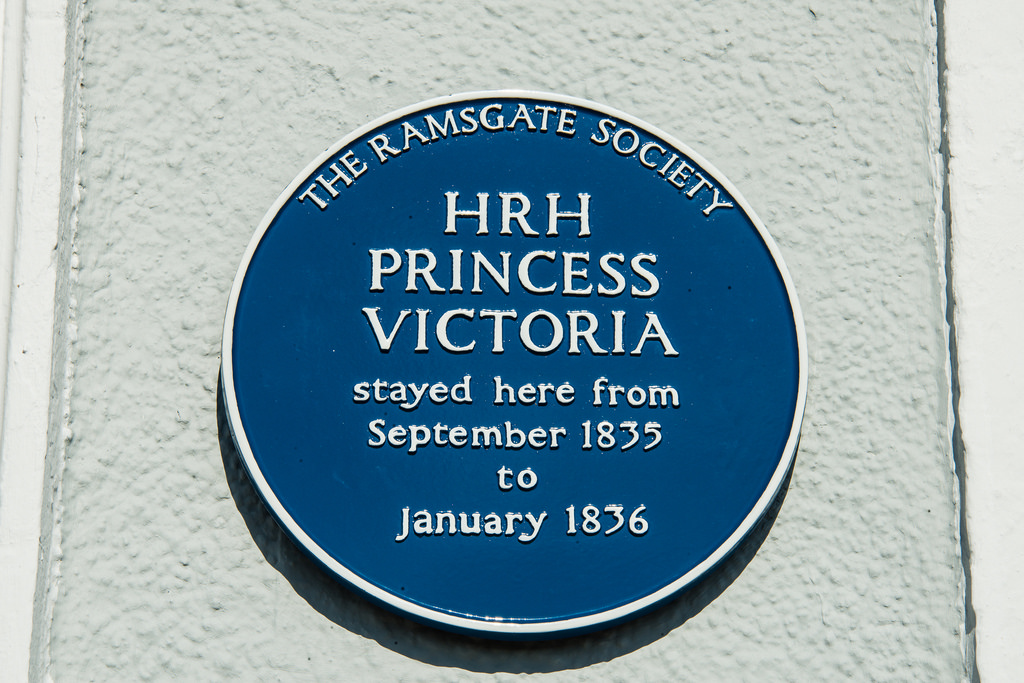 THE RAMSGATE SOCIETY
HRH
PRINCESS
VICTORIA
stayed here from
September 1835
to
January 1836